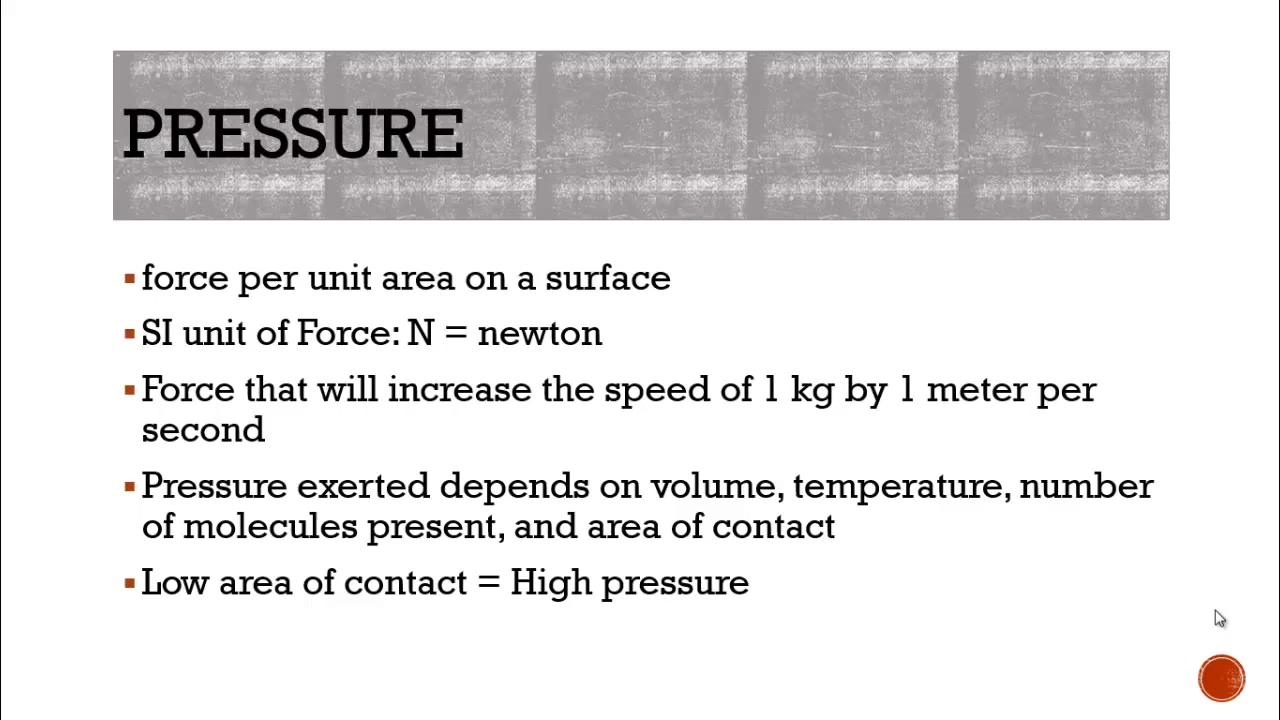 PRESSURE
▪force per unit area on a surface
▪SI unit of Force: N = newton
▪Force that will increase the speed of 1 kg by 1 meter per
second
▪Pressure exerted depends on volume, temperature, number
of molecules present, and area of contact
▪Low area of contact = High pressure